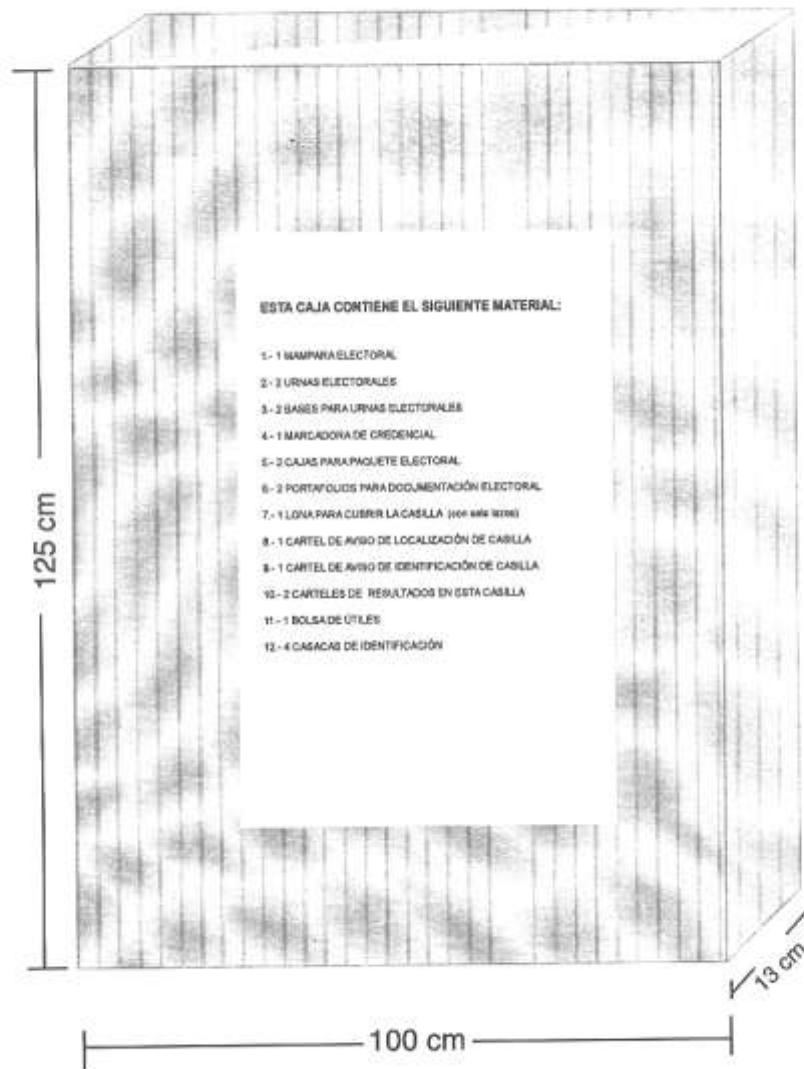 ESTA CAJA CONTIENE EL SIGUIENTE MATERIAL:
1.- 1 MAMPARA ELECTORAL
2.- 2 URNAS ELECTORALES
3.- 2 BASES PARA URNAS ELECTORALES
4.- 1 MARCADORA DE CREDENCIAL
5.- 2 CAJAS PARA PAQUETE ELECTORAL
6.- 2 PORTAFOLIOS PARA DOCUMENTACIÓN ELECTORAL
7.- 1 LONA PARA CUBRIR LA CASILLA (con seis lazos)
8.- 1 CARTEL DE AVISO DE LOCALIZACIÓN DE CASILLA
9.- 1 CARTEL DE AVISO DE IDENTIFICACIÓN DE CASILLA
10.- 2 CARTELES DE RESULTADOS EN ESTA CASILLA
11.- 1 BOLSA DE ÚTILES
12.- 4 CASACAS DE IDENTIFICACIÓN
125 cm
13 cm
100 cm